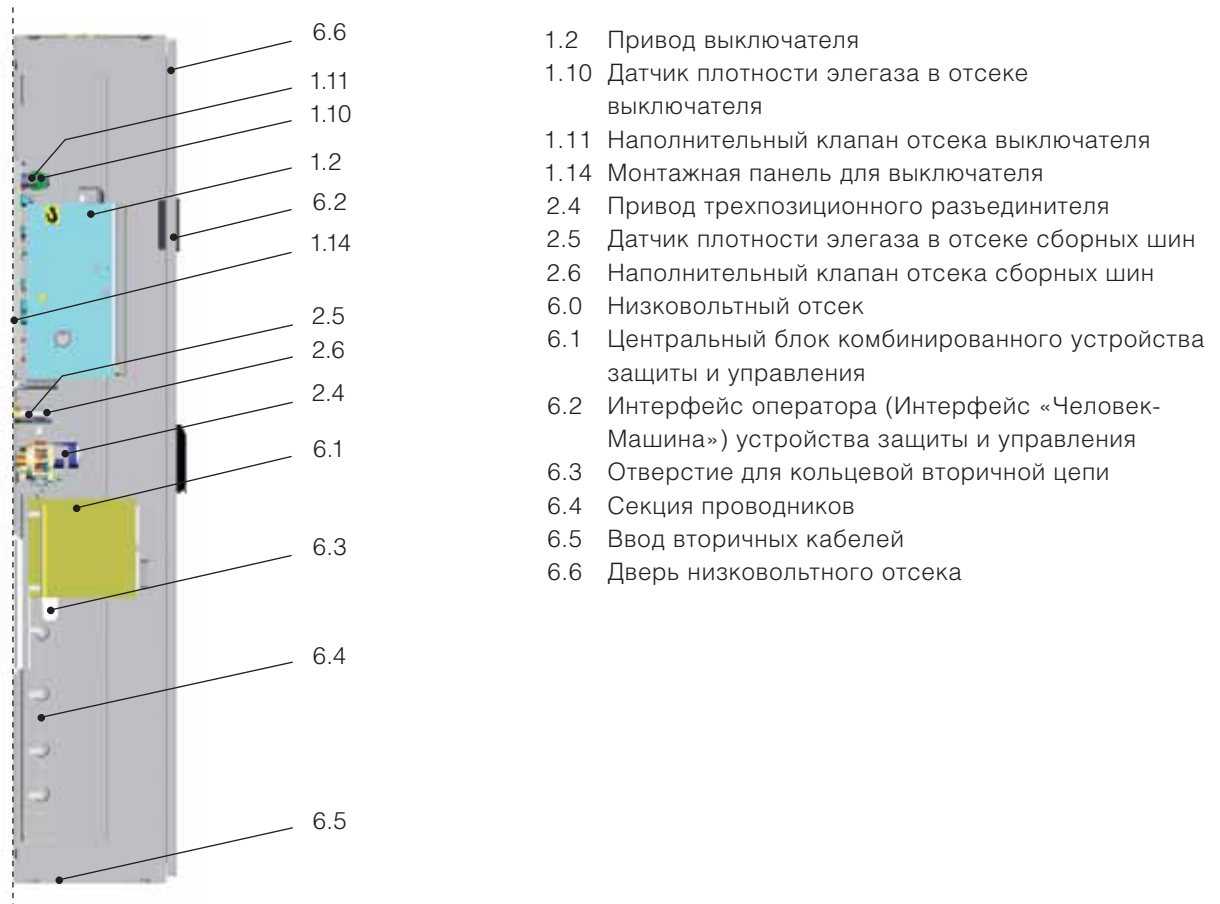 6.6
1.11
1.10
1.2
6.2
1.14
2.5
2.6
2.4
6.1
6.3
6.4
6.5
1.2 Привод выключателя
1.10 Датчик плотности элегаза в отсеке
выключателя
1.11 Наполнительный клапан отсека выключателя
1.14 Монтажная панель для выключателя
2.4 Привод трехпозиционного разъединителя
2.5 Датчик плотности элегаза в отсеке сборных шин
2.6 Наполнительный клапан отсека сборных шин
6.0 Низковольтный отсек
6.1 Центральный блок комбинированного устройства
защиты и управления
6.2 Интерфейс оператора (Интерфейс «Человек-
Машина») устройства защиты и управления
6.3 Отверстие для кольцевой вторичной цепи
6.4 Секция проводников
6.5 Ввод вторичных кабелей
6.6 Дверь низковольтного отсека